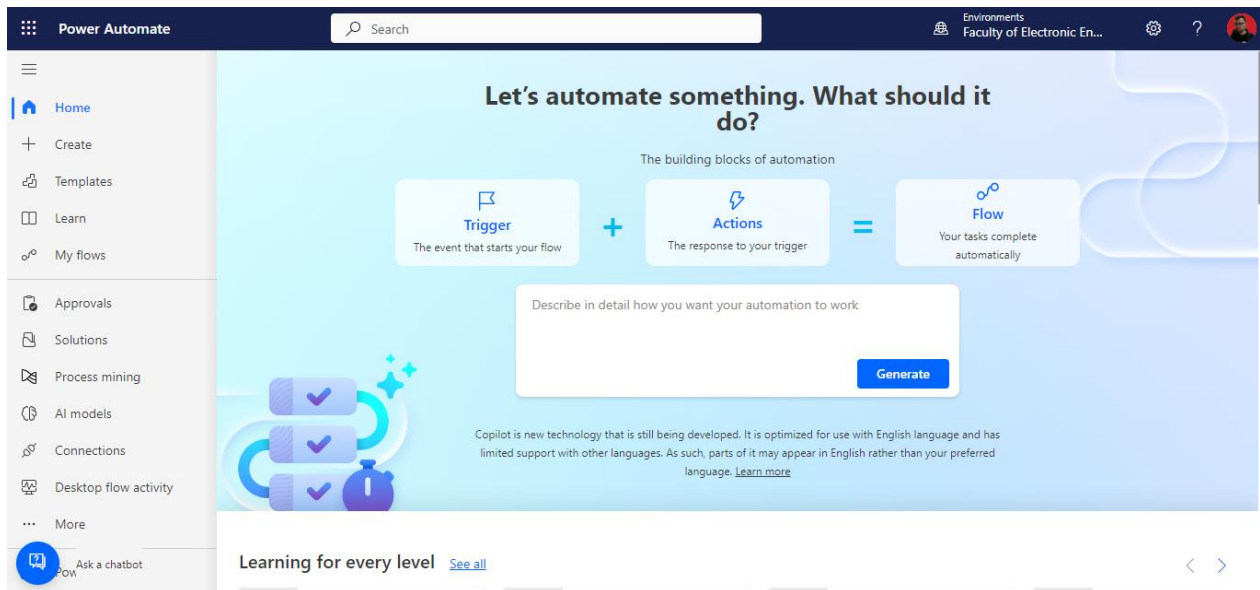 Power Automate
Search
Environments
Faculty of Electronic En...
?
Home
Create
Templates
Learn
My flows
Approvals
Solutions
Process mining
AI models
Connections
Desktop flow activity
More
Pow
Ask a chatbot
Let's automate something. What should it
do?
The building blocks of automation
Trigger
The event that starts your flow
+
Actions
The response to your trigger
=
Flow
Your tasks complete
automatically
Describe in detail how you want your automation to work
Generate
Copilot is new technology that is still being developed. It is optimized for use with English language and has
limited support with other languages. As such, parts of it may appear in English rather than your preferred
language. Learn more
Learning for every level See all